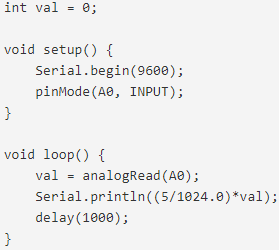 int val = 0;

void setup() {
    Serial.begin(9600);
    pinMode(A0, INPUT);
}

void loop() {
    val = analogRead(A0);
    Serial.println((5/1024.0)*val);
    delay(1000);
}